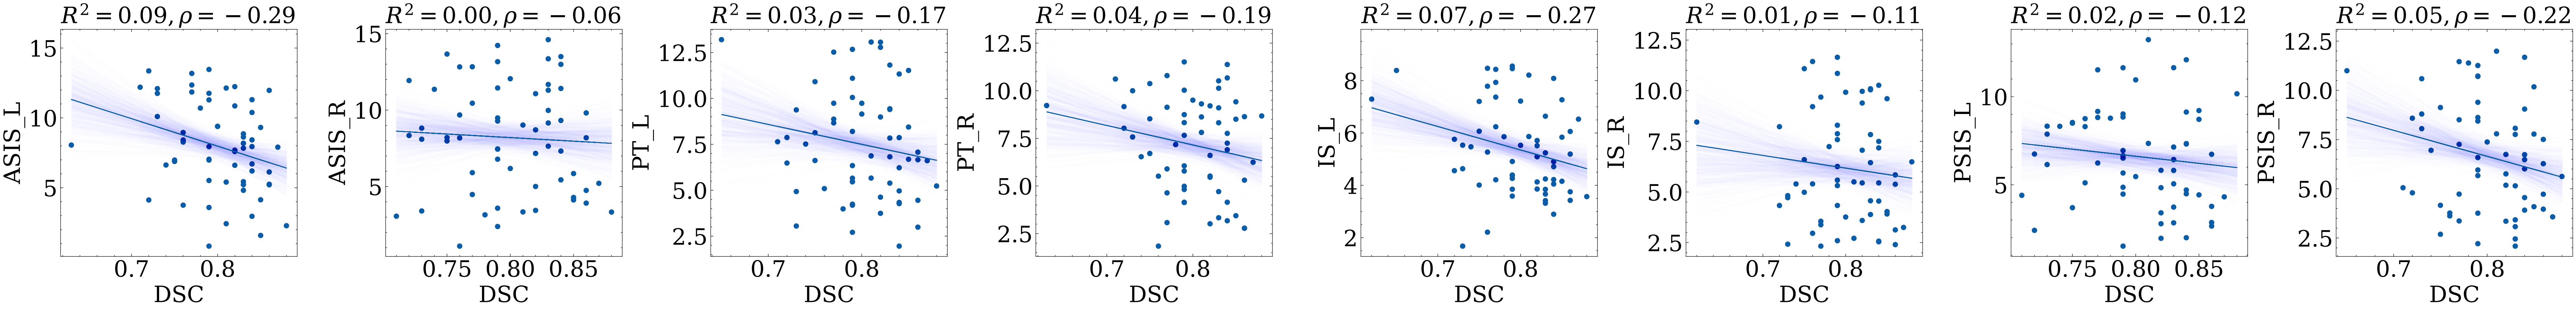 R² = 0.09, ρ = −0.29
15
10
5
ASIS_L
0.7 0.8
DSC
R² = 0.00, ρ = −0.06
15
10
5
ASIS_R
0.75 0.80 0.85
DSC
R² = 0.03, ρ = −0.17
12.5
10.0
7.5
5.0
2.5
PT_L
0.7 0.8
DSC
R² = 0.04, ρ = −0.19
12.5
10.0
7.5
5.0
2.5
PT_R
0.7 0.8
DSC
R² = 0.07, ρ = −0.27
8
6
4
2
IS_L
0.7 0.8
DSC
R² = 0.01, ρ = −0.11
12.5
10.0
7.5
5.0
2.5
IS_R
0.7 0.8
DSC
R² = 0.02, ρ = −0.12
10
5
PSIS_L
0.75 0.80 0.85
DSC
R² = 0.05, ρ = −0.22
12.5
10.0
7.5
5.0
2.5
PSIS_R
0.7 0.8
DSC